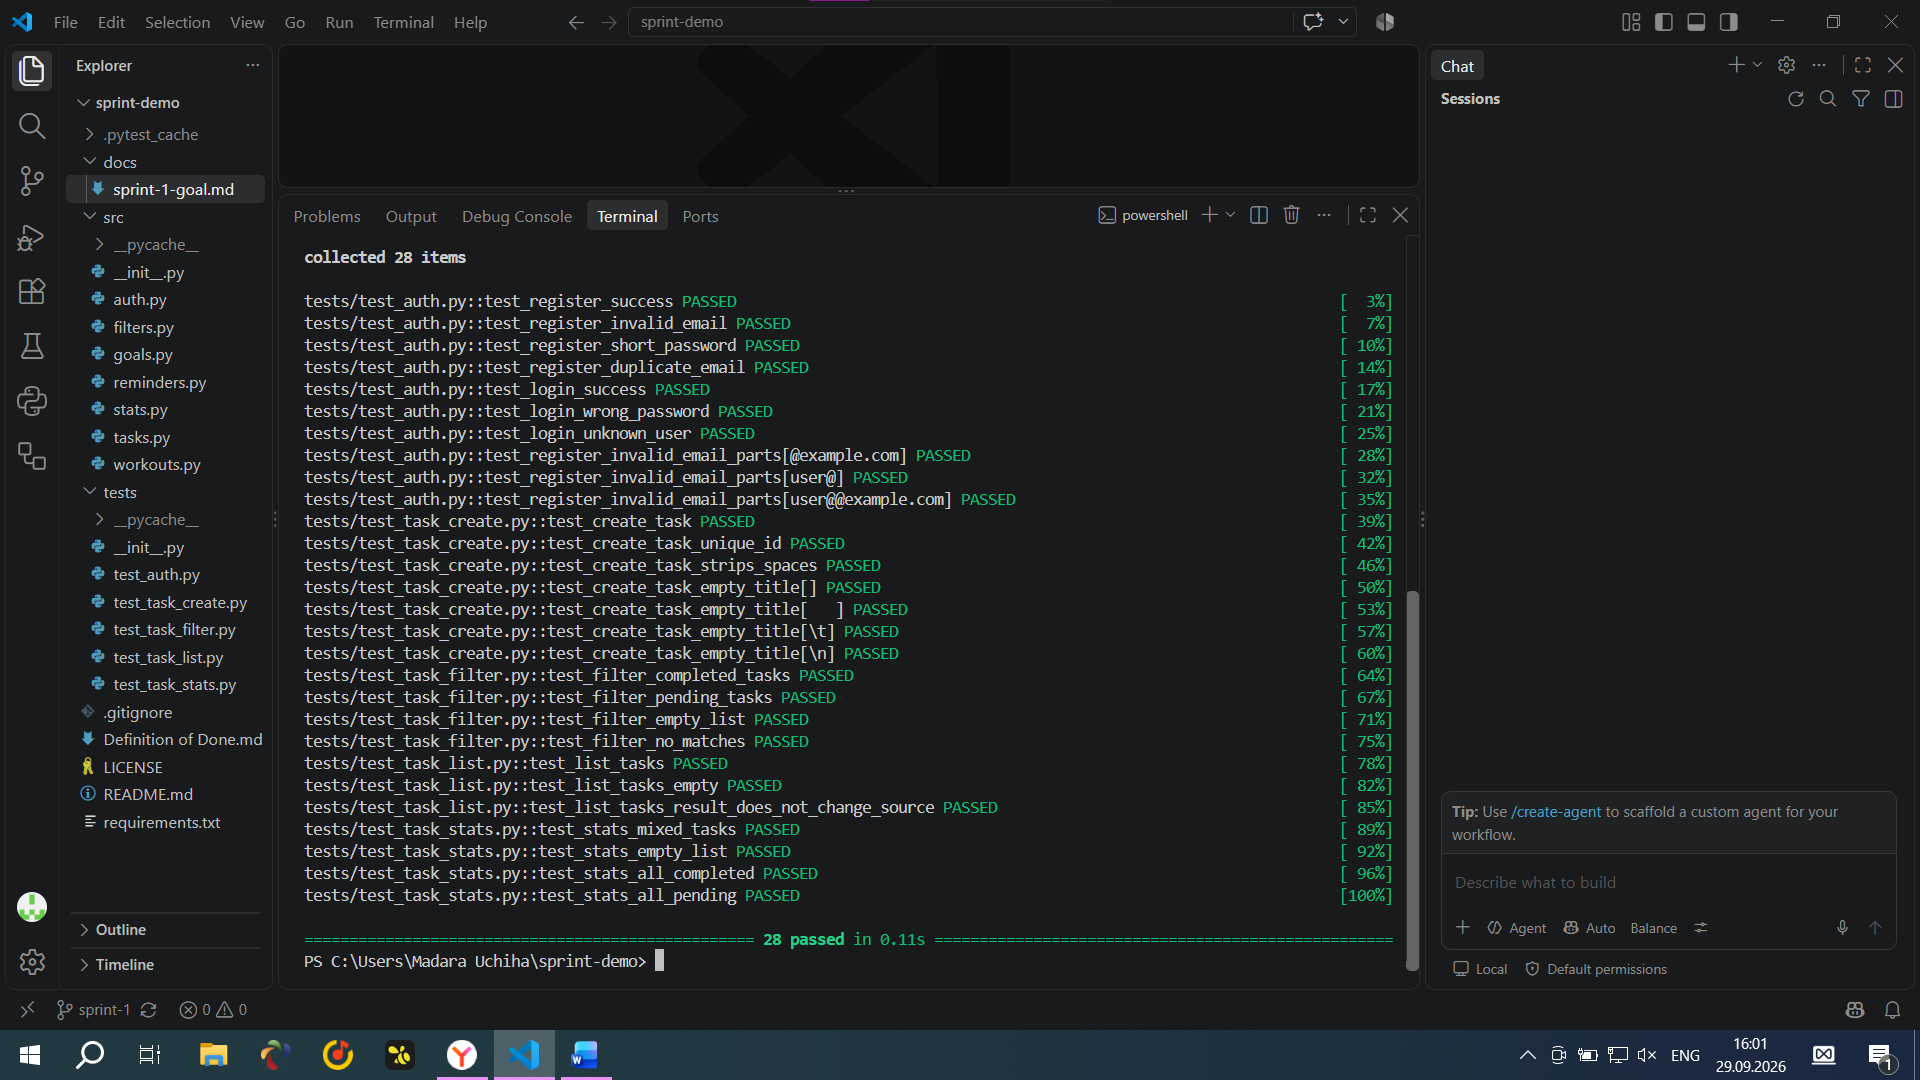 File Edit Selection View Go Run Terminal Help
sprint-demo
Explorer
sprint-demo
.pytest_cache
docs
sprint-1-goal.md
src
__pycache__
__init__.py
auth.py
filters.py
goals.py
reminders.py
stats.py
tasks.py
workouts.py
tests
__pycache__
__init__.py
test_auth.py
test_task_create.py
test_task_filter.py
test_task_list.py
test_task_stats.py
.gitignore
Definition of Done.md
LICENSE
README.md
requirements.txt
Outline
Timeline
Problems Output Debug Console Terminal Ports
powershell
collected 28 items
tests/test_auth.py::test_register_success PASSED [  3%]
tests/test_auth.py::test_register_invalid_email PASSED [  7%]
tests/test_auth.py::test_register_short_password PASSED [ 10%]
tests/test_auth.py::test_register_duplicate_email PASSED [ 14%]
tests/test_auth.py::test_login_success PASSED [ 17%]
tests/test_auth.py::test_login_wrong_password PASSED [ 21%]
tests/test_auth.py::test_login_unknown_user PASSED [ 25%]
tests/test_auth.py::test_register_invalid_email_parts[@example.com] PASSED [ 28%]
tests/test_auth.py::test_register_invalid_email_parts[user@] PASSED [ 32%]
tests/test_auth.py::test_register_invalid_email_parts[user@@example.com] PASSED [ 35%]
tests/test_task_create.py::test_create_task PASSED [ 39%]
tests/test_task_create.py::test_create_task_unique_id PASSED [ 42%]
tests/test_task_create.py::test_create_task_strips_spaces PASSED [ 46%]
tests/test_task_create.py::test_create_task_empty_title[] PASSED [ 50%]
tests/test_task_create.py::test_create_task_empty_title[   ] PASSED [ 53%]
tests/test_task_create.py::test_create_task_empty_title[\t] PASSED [ 57%]
tests/test_task_create.py::test_create_task_empty_title[\n] PASSED [ 60%]
tests/test_task_filter.py::test_filter_completed_tasks PASSED [ 64%]
tests/test_task_filter.py::test_filter_pending_tasks PASSED [ 67%]
tests/test_task_filter.py::test_filter_empty_list PASSED [ 71%]
tests/test_task_filter.py::test_filter_no_matches PASSED [ 75%]
tests/test_task_list.py::test_list_tasks PASSED [ 78%]
tests/test_task_list.py::test_list_tasks_empty PASSED [ 82%]
tests/test_task_list.py::test_list_tasks_result_does_not_change_source PASSED [ 85%]
tests/test_task_stats.py::test_stats_mixed_tasks PASSED [ 89%]
tests/test_task_stats.py::test_stats_empty_list PASSED [ 92%]
tests/test_task_stats.py::test_stats_all_completed PASSED [ 96%]
tests/test_task_stats.py::test_stats_all_pending PASSED [100%]
================================================== 28 passed in 0.11s ===================================================
PS C:\Users\Madara Uchiha\sprint-demo>
Chat
Sessions
Tip: Use /create-agent to scaffold a custom agent for your
workflow.
Describe what to build
Agent Auto Balance
Local Default permissions
sprint-1 0 0
ENG
16:01
29.09.2026
1